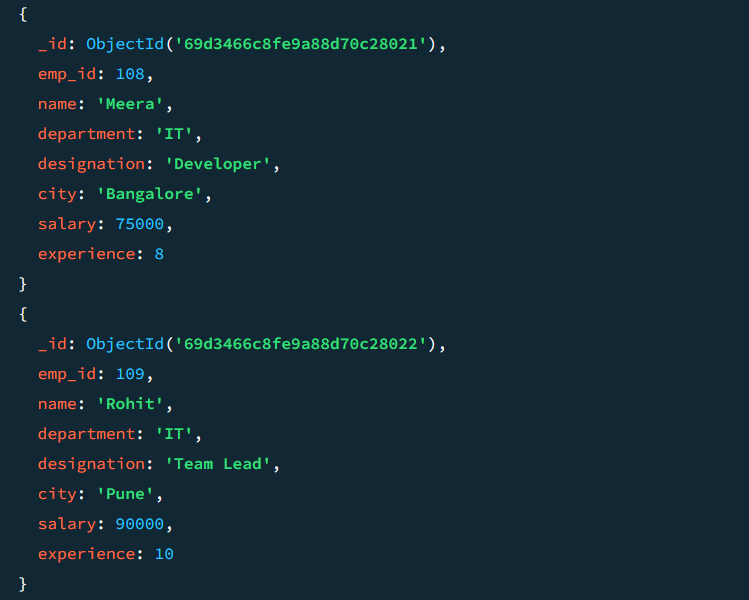 {
_id: ObjectId('69d3466c8fe9a88d70c28021'),
emp_id: 108,
name: 'Meera',
department: 'IT',
designation: 'Developer',
city: 'Bangalore',
salary: 75000,
experience: 8
}
{
_id: ObjectId('69d3466c8fe9a88d70c28022'),
emp_id: 109,
name: 'Rohit',
department: 'IT',
designation: 'Team Lead',
city: 'Pune',
salary: 90000,
experience: 10
}